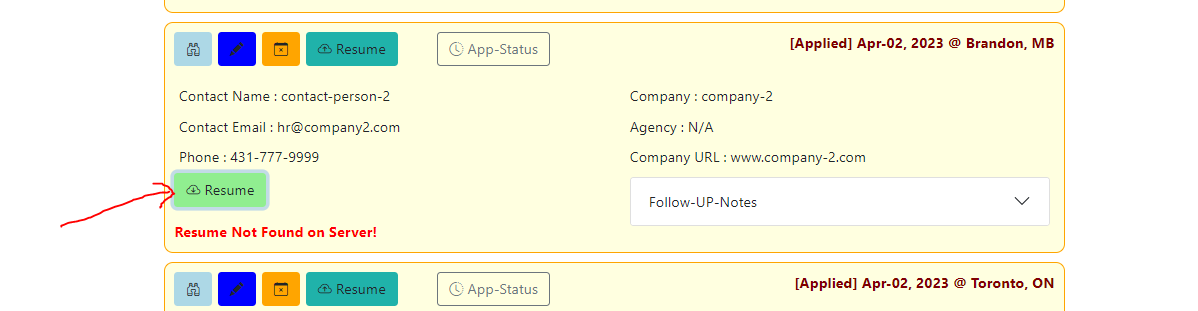 Resume
App-Status
[Applied] Apr-02, 2023 @ Brandon, MB
Contact Name : contact-person-2
Company : company-2
Contact Email : hr@company2.com
Agency : N/A
Phone : 431-777-9999
Company URL : www.company-2.com
Resume
Follow-UP-Notes
Resume Not Found on Server!
Resume
App-Status
[Applied] Apr-02, 2023 @ Toronto, ON